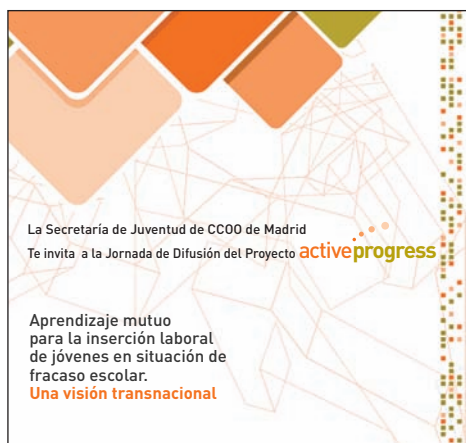 La Secretaría de Juventud de CCOO de Madrid
Te invita a la Jornada de Difusión del Proyecto activeprogress
Aprendizaje mutuo
para la inserción laboral
de jóvenes en situación de
fracaso escolar.
Una visión transnacional